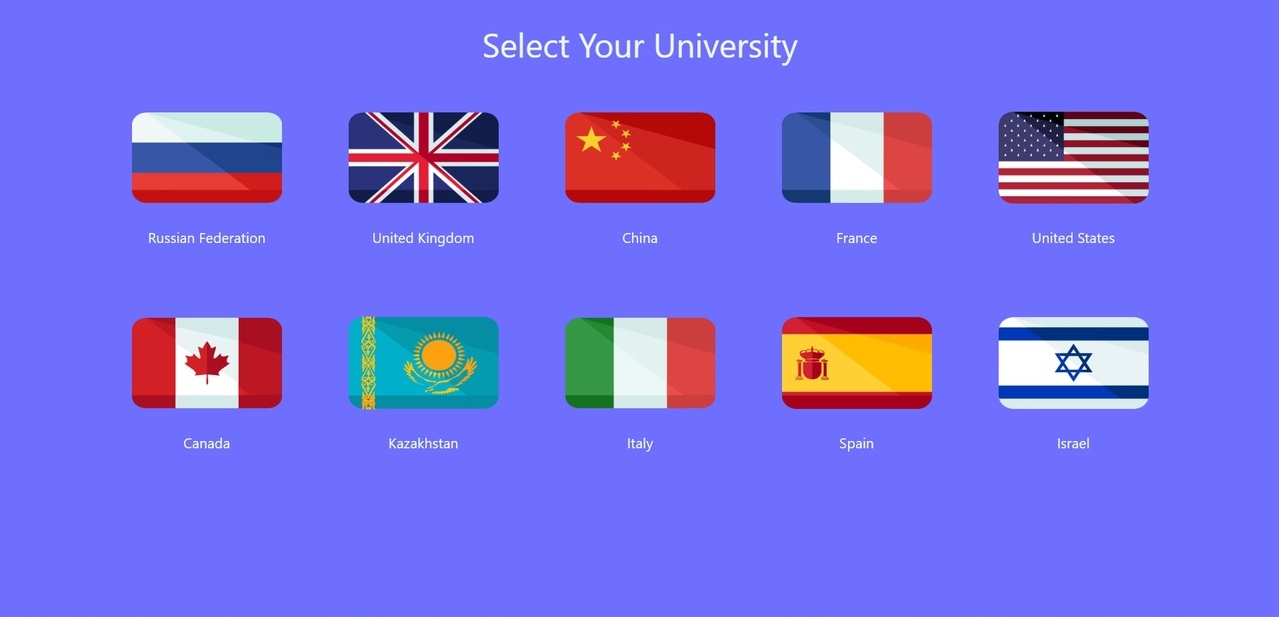 Select Your University
Russian Federation
United Kingdom
China
France
United States
Canada
Kazakhstan
Italy
Spain
Israel